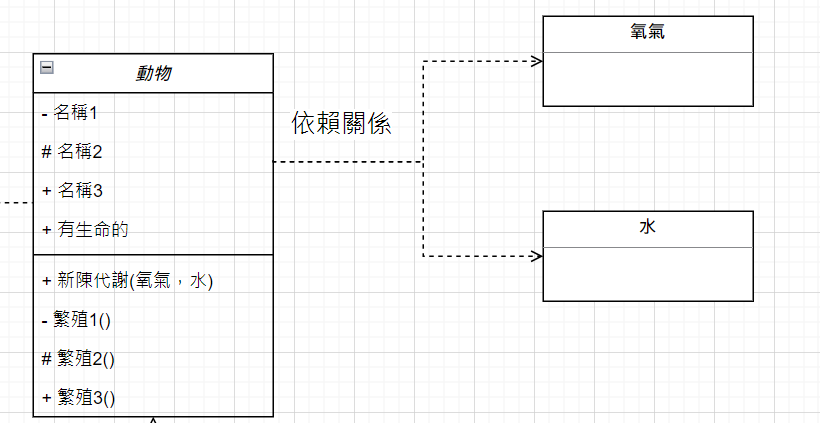 動物
- 名稱1
# 名稱2
+ 名稱3
+ 有生命的
+ 新陳代謝(氧氣，水)
- 繁殖1()
# 繁殖2()
+ 繁殖3()
依賴關係
氧氣
水